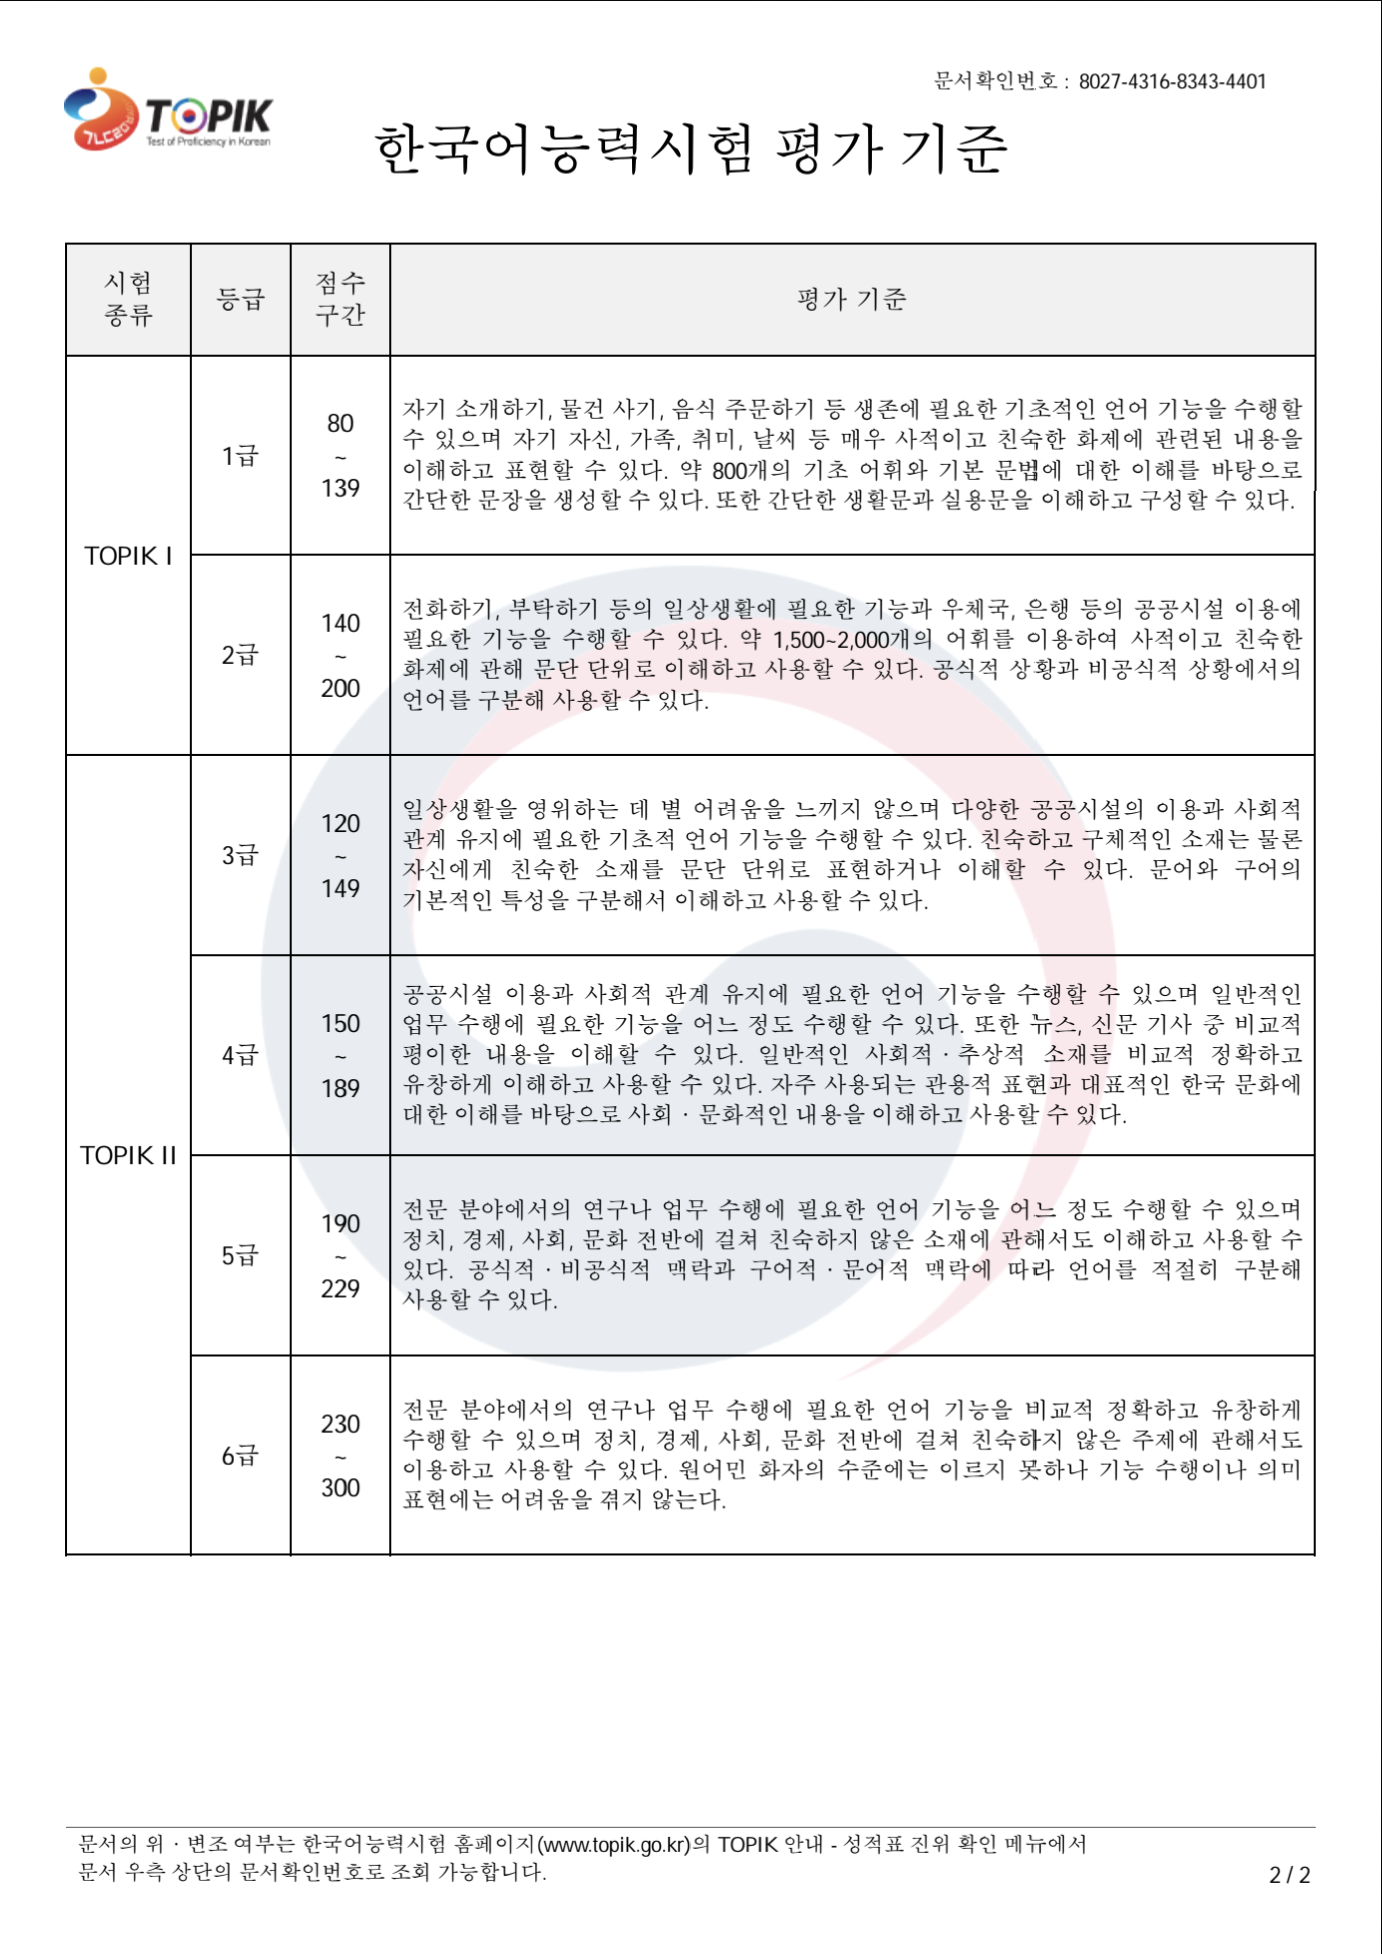 문서확인번호 : 8027-4316-8343-4401
TOPIK
Test of Proficiency in Korean
한국어능력시험 평가 기준
시험
종류
등급
점수
구간
평가 기준
TOPIK I
1급
80
~
139
자기 소개하기, 물건 사기, 음식 주문하기 등 생존에 필요한 기초적인 언어 기능을 수행할
수 있으며 자기 자신, 가족, 취미, 날씨 등 매우 사적이고 친숙한 화제에 관련된 내용을
이해하고 표현할 수 있다. 약 800개의 기초 어휘와 기본 문법에 대한 이해를 바탕으로
간단한 문장을 생성할 수 있다. 또한 간단한 생활문과 실용문을 이해하고 구성할 수 있다.
2급
140
~
200
전화하기, 부탁하기 등의 일상생활에 필요한 기능과 우체국, 은행 등의 공공시설 이용에
필요한 기능을 수행할 수 있다. 약 1,500~2,000개의 어휘를 이용하여 사적이고 친숙한
화제에 관해 문단 단위로 이해하고 사용할 수 있다. 공식적 상황과 비공식적 상황에서의
언어를 구분해 사용할 수 있다.
TOPIK II
3급
120
~
149
일상생활을 영위하는 데 별 어려움을 느끼지 않으며 다양한 공공시설의 이용과 사회적
관계 유지에 필요한 기초적 언어 기능을 수행할 수 있다. 친숙하고 구체적인 소재는 물론
자신에게 친숙한 소재를 문단 단위로 표현하거나 이해할 수 있다. 문어와 구어의
기본적인 특성을 구분해서 이해하고 사용할 수 있다.
4급
150
~
189
공공시설 이용과 사회적 관계 유지에 필요한 언어 기능을 수행할 수 있으며 일반적인
업무 수행에 필요한 기능을 어느 정도 수행할 수 있다. 또한 뉴스, 신문 기사 중 비교적
평이한 내용을 이해할 수 있다. 일반적인 사회적 · 추상적 소재를 비교적 정확하고
유창하게 이해하고 사용할 수 있다. 자주 사용되는 관용적 표현과 대표적인 한국 문화에
대한 이해를 바탕으로 사회 · 문화적인 내용을 이해하고 사용할 수 있다.
5급
190
~
229
전문 분야에서의 연구나 업무 수행에 필요한 언어 기능을 어느 정도 수행할 수 있으며
정치, 경제, 사회, 문화 전반에 걸쳐 친숙하지 않은 소재에 관해서도 이해하고 사용할 수
있다. 공식적 · 비공식적 맥락과 구어적 · 문어적 맥락에 따라 언어를 적절히 구분해
사용할 수 있다.
6급
230
~
300
전문 분야에서의 연구나 업무 수행에 필요한 언어 기능을 비교적 정확하고 유창하게
수행할 수 있으며 정치, 경제, 사회, 문화 전반에 걸쳐 친숙하지 않은 주제에 관해서도
이용하고 사용할 수 있다. 원어민 화자의 수준에는 이르지 못하나 기능 수행이나 의미
표현에는 어려움을 겪지 않는다.
문서의 위 · 변조 여부는 한국어능력시험 홈페이지(www.topik.go.kr)의 TOPIK 안내 - 성적표 진위 확인 메뉴에서
문서 우측 상단의 문서확인번호로 조회 가능합니다.
2 / 2